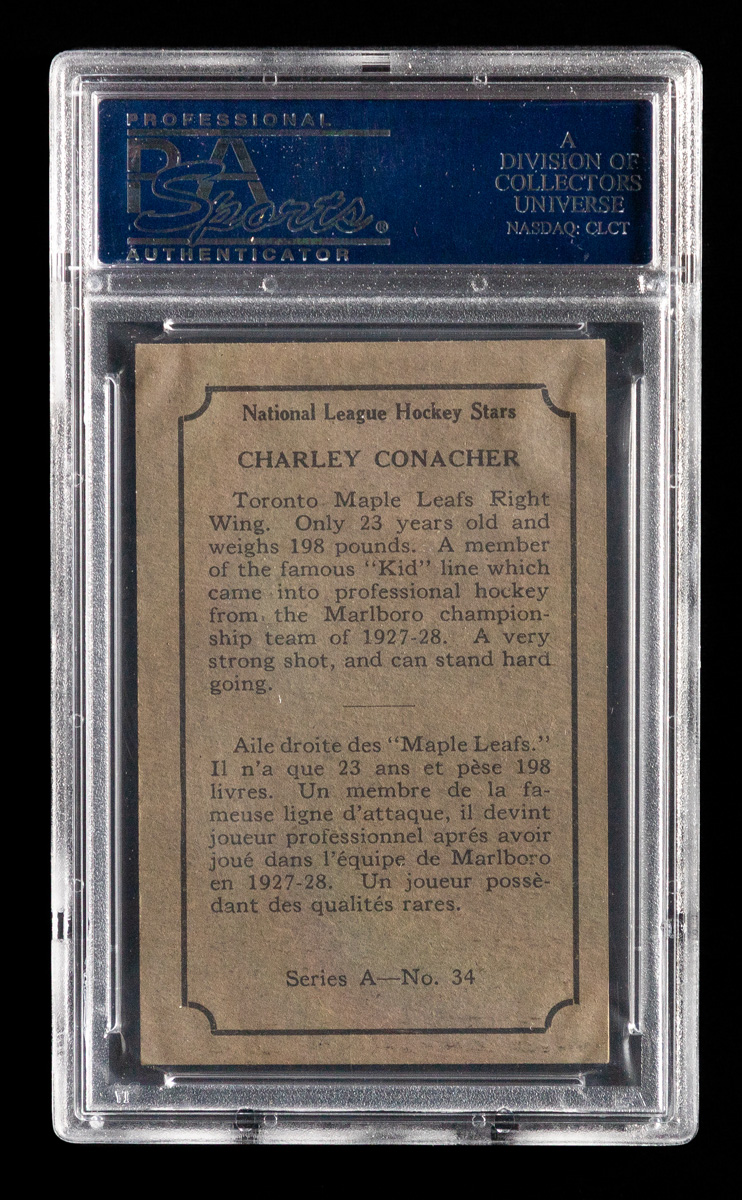 PROFESSIONAL
PSA
Sports®
AUTHENTICATOR
A
DIVISION OF
COLLECTORS
UNIVERSE
NASDAQ: CLCT
National League Hockey Stars
CHARLEY CONACHER
Toronto Maple Leafs Right
Wing. Only 23 years old and
weighs 198 pounds. A member
of the famous "Kid" line which
came into professional hockey
from the Marlboro champion-
ship team of 1927-28. A very
strong shot, and can stand hard
going.
Aile droite des "Maple Leafs."
Il n'a que 23 ans et pèse 198
livres. Un membre de la fa-
meuse ligne d'attaque, il devint
joueur professionnel aprés avoir
joué dans l'équipe de Marlboro
en 1927-28. Un joueur possè-
dant des qualités rares.
Series A—No. 34